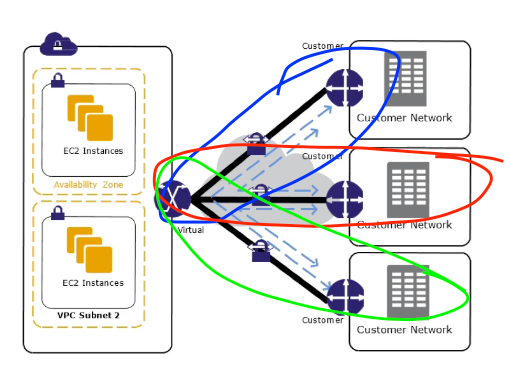 Customer
EC2 Instances
Availability Zone
Customer Network
Customer
Virtual
Customer Network
EC2 Instances
VPC Subnet 2
Customer
Customer Network